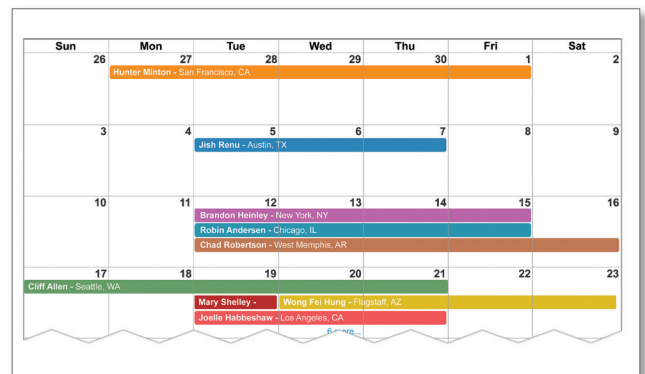 Sun Mon Tue Wed Thu Fri Sat
26 27 28 29 30 1 2
Hunter Minton - San Francisco, CA
3 4 5 6 7 8 9
Jish Renu - Austin, TX
10 11 12 13 14 15 16
Brandon Heinley - New York, NY
Robin Andersen - Chicago, IL
Chad Robertson - West Memphis, AR
17 18 19 20 21 22 23
Cliff Allen - Seattle, WA
Mary Shelley - Wong Fei Hung - Flagstaff, AZ
Joelle Habbeshaw - Los Angeles, CA
6 more...